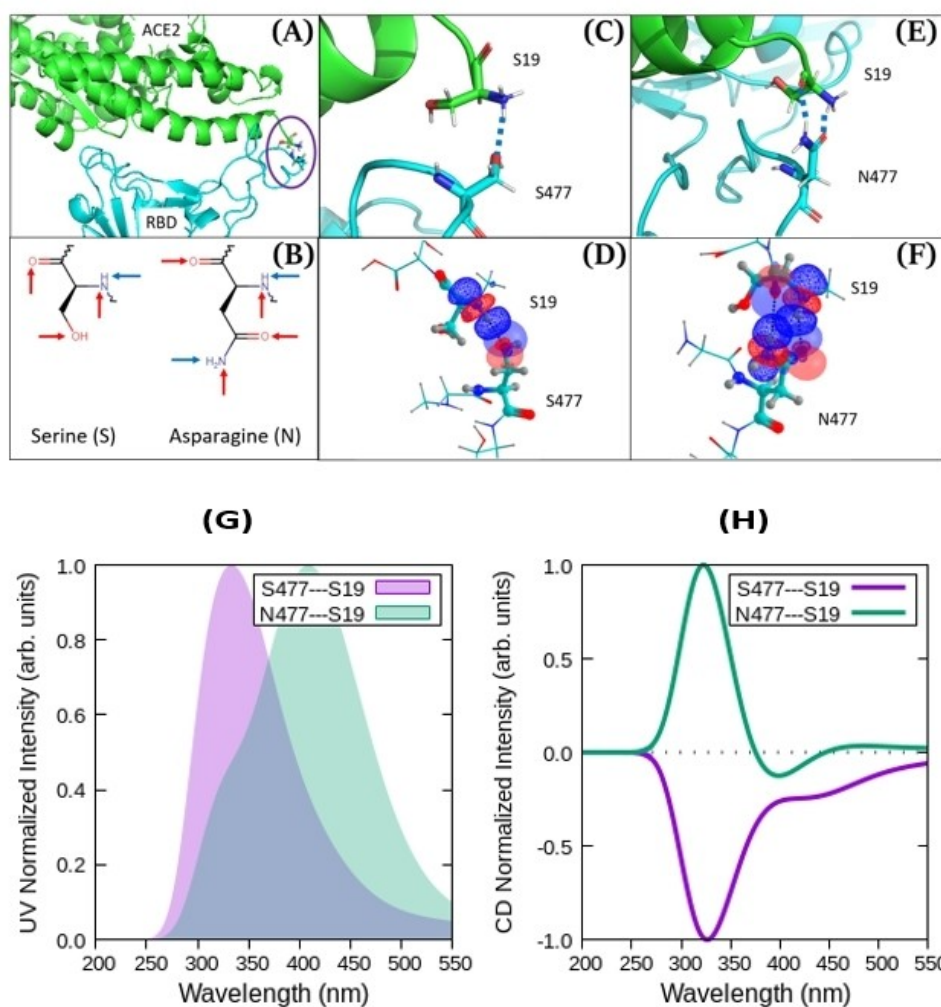 (A)
ACE2
RBD
(C)
S19
S477
(E)
S19
N477
(B)
O
H
N
OH
Serine (S)
O
H
N
H₂N
O
Asparagine (N)
(D)
S19
S477
(F)
S19
N477
(G)
UV Normalized Intensity (arb. units)
1.0
0.8
0.6
0.4
0.2
0.0
S477---S19
N477---S19
200 250 300 350 400 450 500 550
Wavelength (nm)
(H)
CD Normalized Intensity (arb. units)
1.0
0.5
0.0
-0.5
-1.0
S477---S19
N477---S19
200 250 300 350 400 450 500 550
Wavelength (nm)